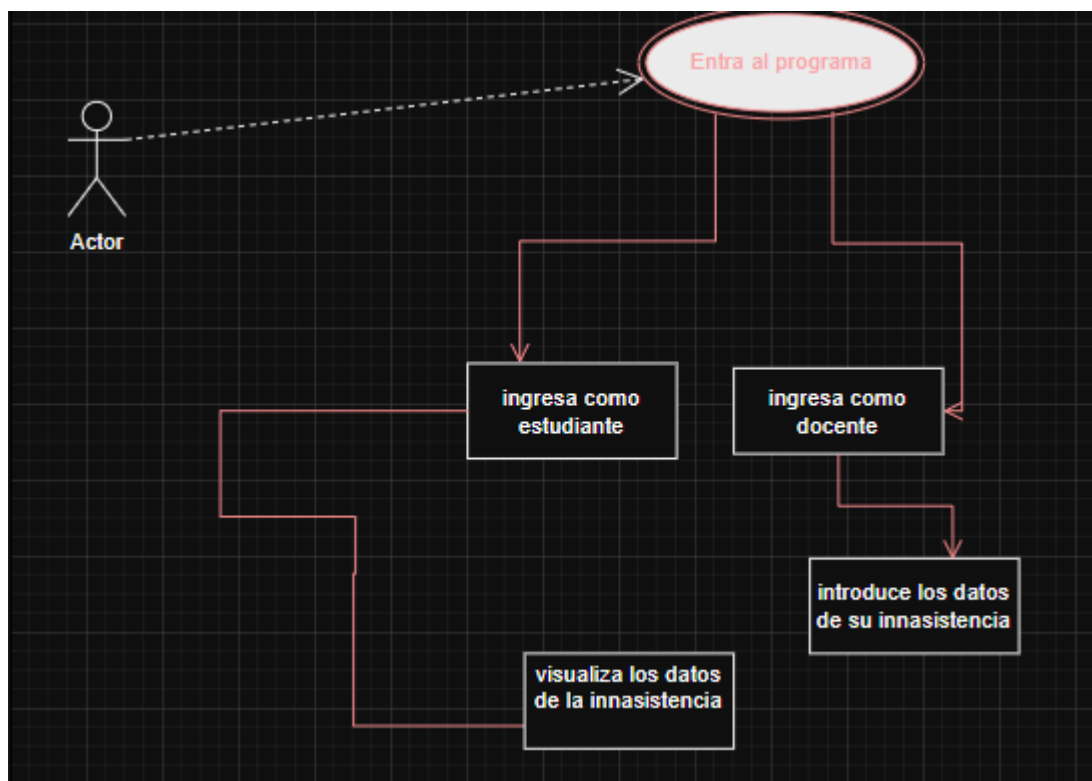 Entra al programa
Actor
ingresa como
estudiante
ingresa como
docente
introduce los datos
de su innasistencia
visualiza los datos
de la innasistencia